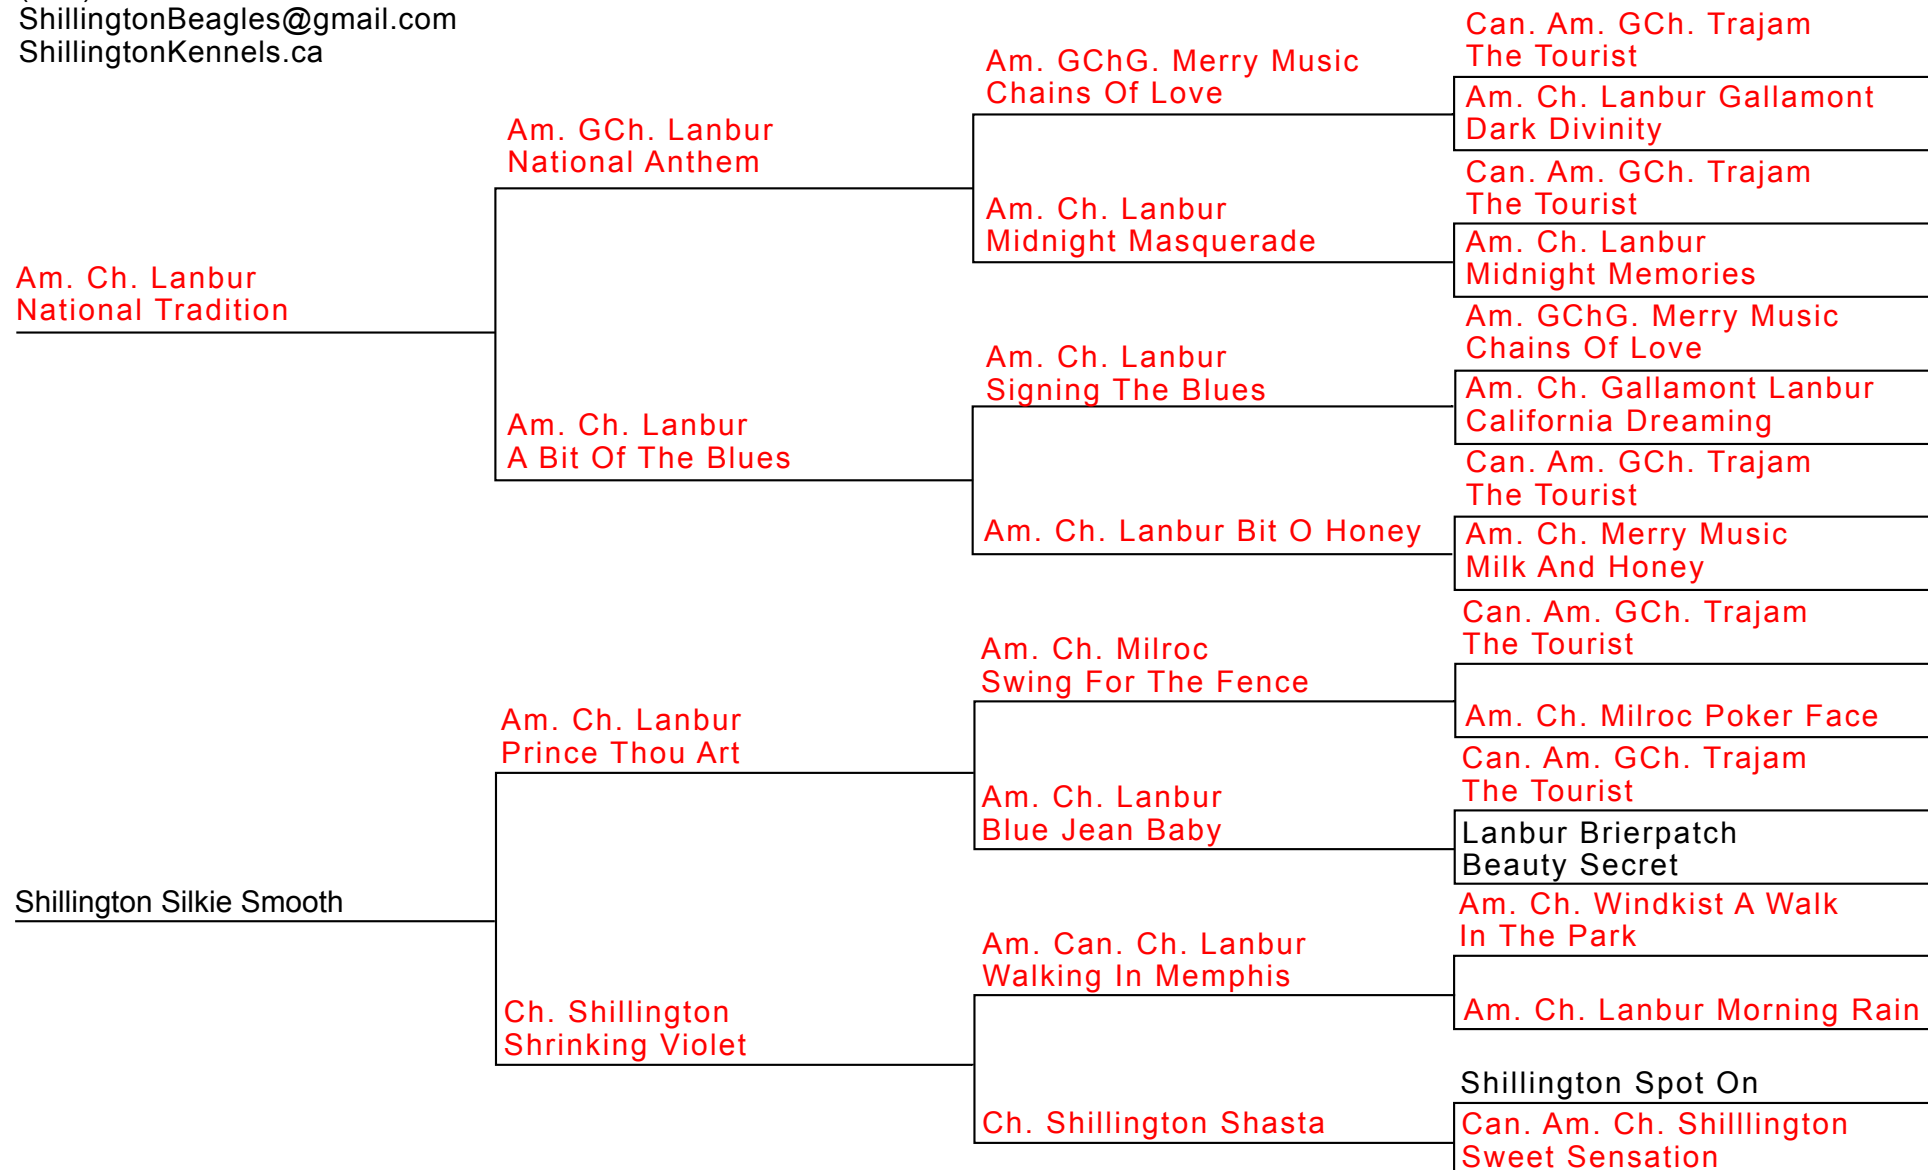 ShillingtonBeagles@gmail.com
ShillingtonKennels.ca
Am. Ch. Lanbur
National Tradition
Shillington Silkie Smooth
Am. GCh. Lanbur
National Anthem
Am. Ch. Lanbur
A Bit Of The Blues
Am. Ch. Lanbur
Prince Thou Art
Ch. Shillington
Shrinking Violet
Am. GChG. Merry Music
Chains Of Love
Am. Ch. Lanbur
Midnight Masquerade
Am. Ch. Lanbur
Signing The Blues
Am. Ch. Lanbur Bit O Honey
Am. Ch. Milroc
Swing For The Fence
Am. Ch. Lanbur
Blue Jean Baby
Am. Can. Ch. Lanbur
Walking In Memphis
Ch. Shillington Shasta
Can. Am. GCh. Trajam
The Tourist
Am. Ch. Lanbur Gallamont
Dark Divinity
Can. Am. GCh. Trajam
The Tourist
Am. Ch. Lanbur
Midnight Memories
Am. GChG. Merry Music
Chains Of Love
Am. Ch. Gallamont Lanbur
California Dreaming
Can. Am. GCh. Trajam
The Tourist
Am. Ch. Merry Music
Milk And Honey
Can. Am. GCh. Trajam
The Tourist
Am. Ch. Milroc Poker Face
Can. Am. GCh. Trajam
The Tourist
Lanbur Brierpatch
Beauty Secret
Am. Ch. Windkist A Walk
In The Park
Am. Ch. Lanbur Morning Rain
Shillington Spot On
Can. Am. Ch. Shilllington
Sweet Sensation